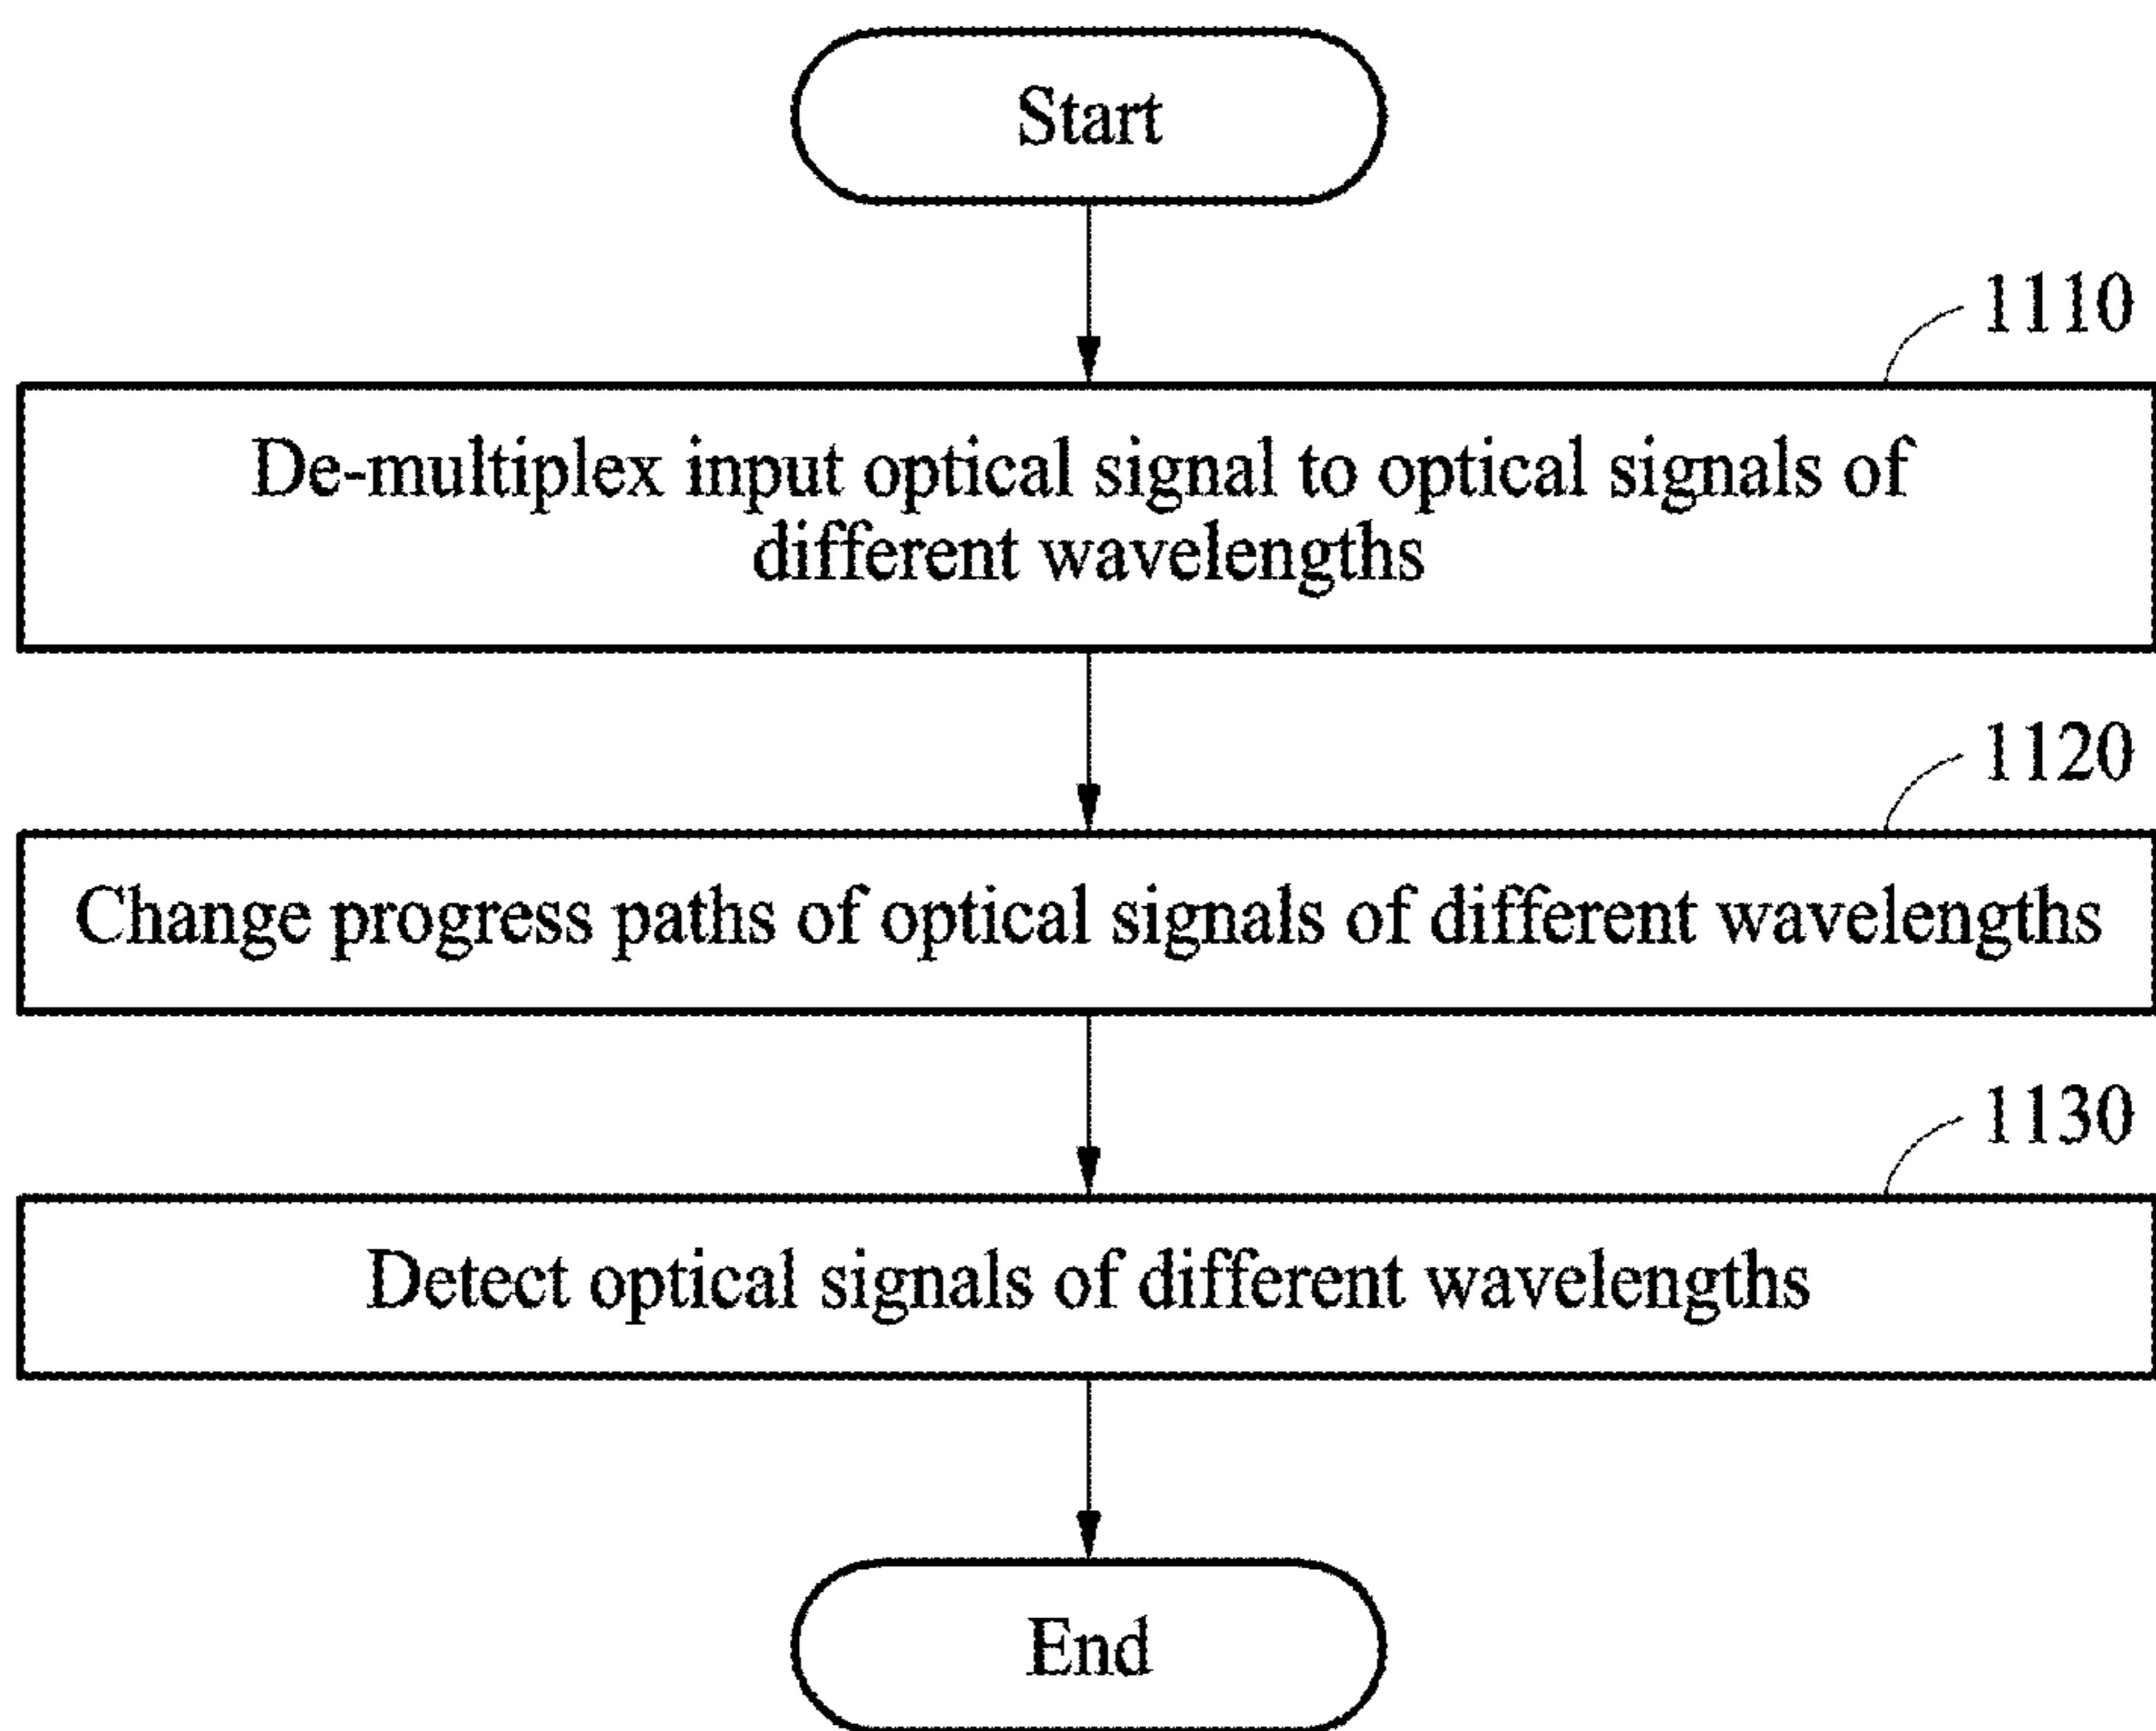 Start
1110
De-multiplex input optical signal to optical signals of
different wavelengths
1120
Change progress paths of optical signals of different wavelengths
1130
Detect optical signals of different wavelengths
End